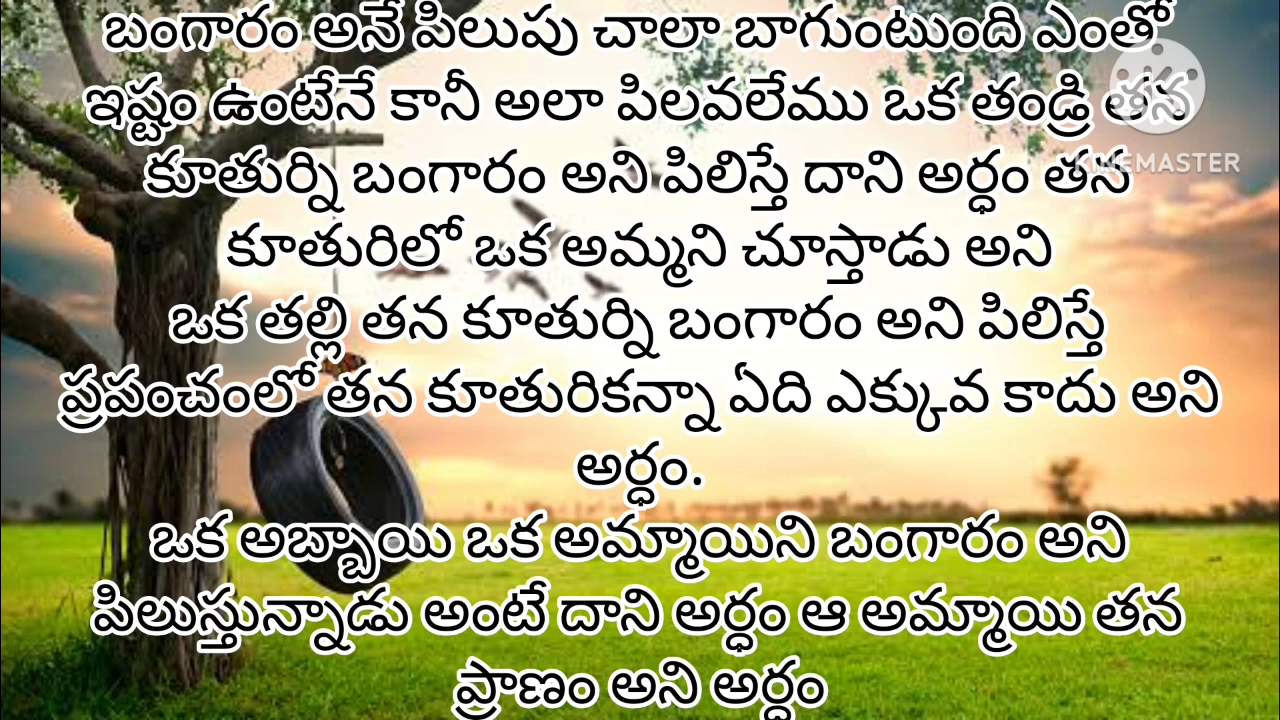 బంగారం అనే పిలుపు చాలా బాగుంటుంది ఎంతో
ఇష్టం ఉంటేనే కానీ అలా పిలవలేము ఒక తండ్రి తన
KINEMASTER
కూతుర్ని బంగారం అని పిలిస్తే దాని అర్ధం తన
కూతురిలో ఒక అమ్మని చూస్తాడు అని
ఒక తల్లి తన కూతుర్ని బంగారం అని పిలిస్తే
ప్రపంచంలో తన కూతురికన్నా ఏది ఎక్కువ కాదు అని
అర్ధం.
ఒక అబ్బాయి ఒక అమ్మాయిని బంగారం అని
పిలుస్తున్నాడు అంటే దాని అర్ధం ఆ అమ్మాయి తన
ప్రాణం అని అర్ధం